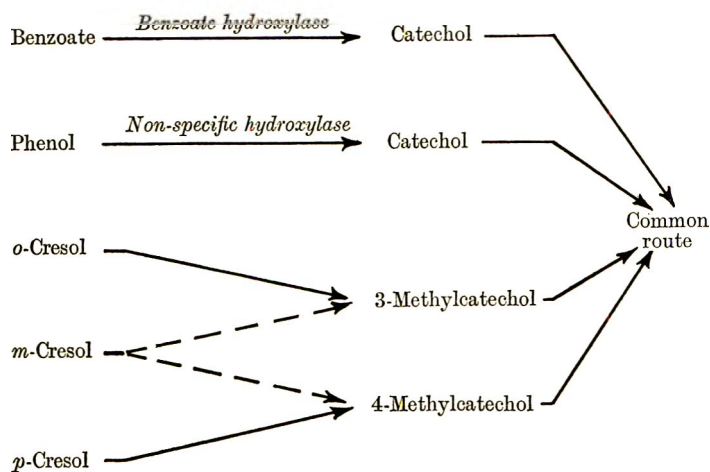 Benzoate
Benzoate hydroxylase
Catechol
Phenol
Non-specific hydroxylase
Catechol
Common
route
o-Cresol
3-Methylcatechol
m-Cresol
4-Methylcatechol
p-Cresol